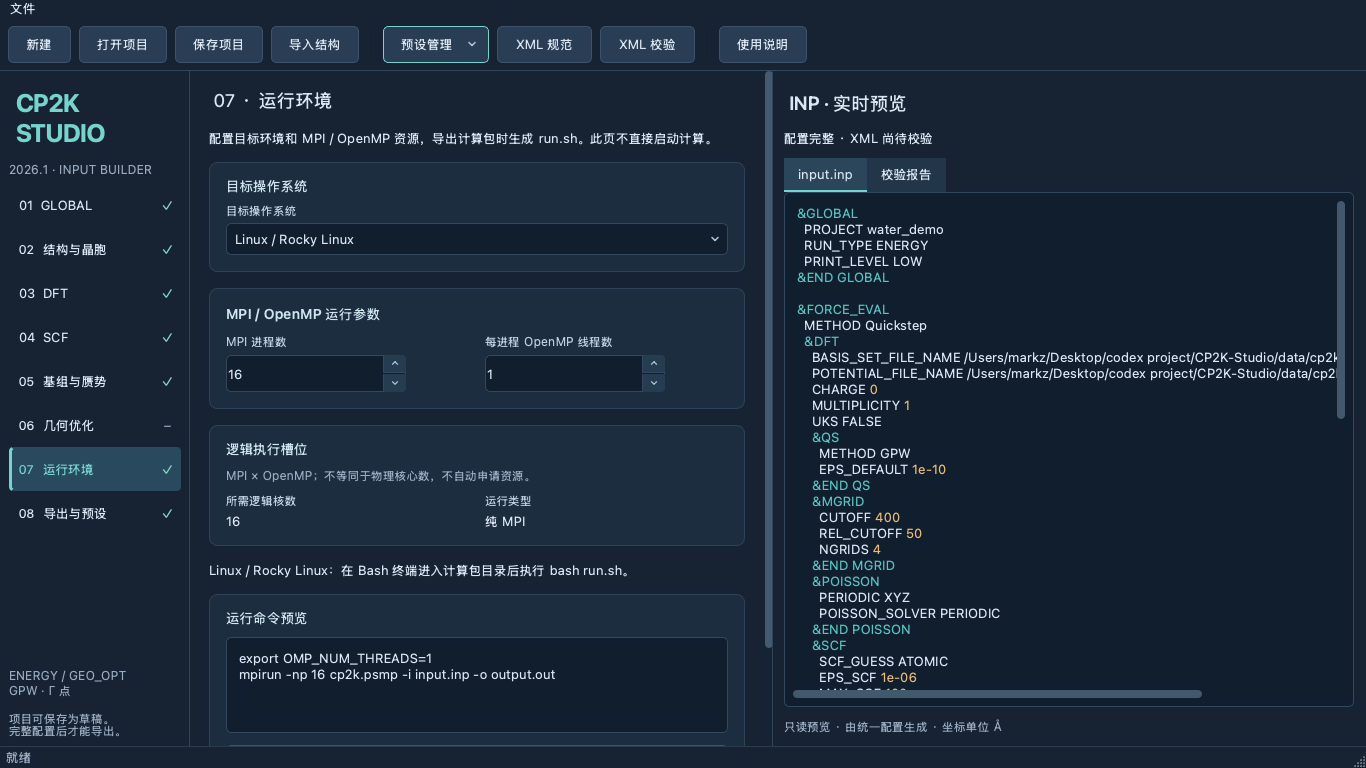 文件
新建
打开项目
保存项目
导入结构
预设管理
XML 规范
XML 校验
使用说明
CP2K
STUDIO
2026.1 · INPUT BUILDER
01 GLOBAL
02 结构与晶胞
03 DFT
04 SCF
05 基组与赝势
06 几何优化
07 运行环境
08 导出与预设
ENERGY / GEO_OPT
GPW · Γ 点
项目可保存为草稿。
完整配置后才能导出。
就绪
07 · 运行环境
配置目标环境和 MPI / OpenMP 资源，导出计算包时生成 run.sh。此页不直接启动计算。
目标操作系统
目标操作系统
Linux / Rocky Linux
MPI / OpenMP 运行参数
MPI 进程数
每进程 OpenMP 线程数
16
1
逻辑执行槽位
MPI × OpenMP；不等同于物理核心数，不自动申请资源。
所需逻辑核数
运行类型
16
纯 MPI
Linux / Rocky Linux：在 Bash 终端进入计算包目录后执行 bash run.sh。
运行命令预览
export OMP_NUM_THREADS=1
mpirun -np 16 cp2k.psmp -i input.inp -o output.out
INP · 实时预览
配置完整 · XML 尚待校验
input.inp
校验报告
&GLOBAL
PROJECT water_demo
RUN_TYPE ENERGY
PRINT_LEVEL LOW
&END GLOBAL
&FORCE_EVAL
METHOD Quickstep
&DFT
BASIS_SET_FILE_NAME /Users/markz/Desktop/codex project/CP2K-Studio/data/cp2k
POTENTIAL_FILE_NAME /Users/markz/Desktop/codex project/CP2K-Studio/data/cp2
CHARGE 0
MULTIPLICITY 1
UKS FALSE
&QS
METHOD GPW
EPS_DEFAULT 1e-10
&END QS
&MGRID
CUTOFF 400
REL_CUTOFF 50
NGRIDS 4
&END MGRID
&POISSON
PERIODIC XYZ
POISSON_SOLVER PERIODIC
&END POISSON
&SCF
SCF_GUESS ATOMIC
EPS_SCF 1e-06
只读预览 · 由统一配置生成 · 坐标单位 Å